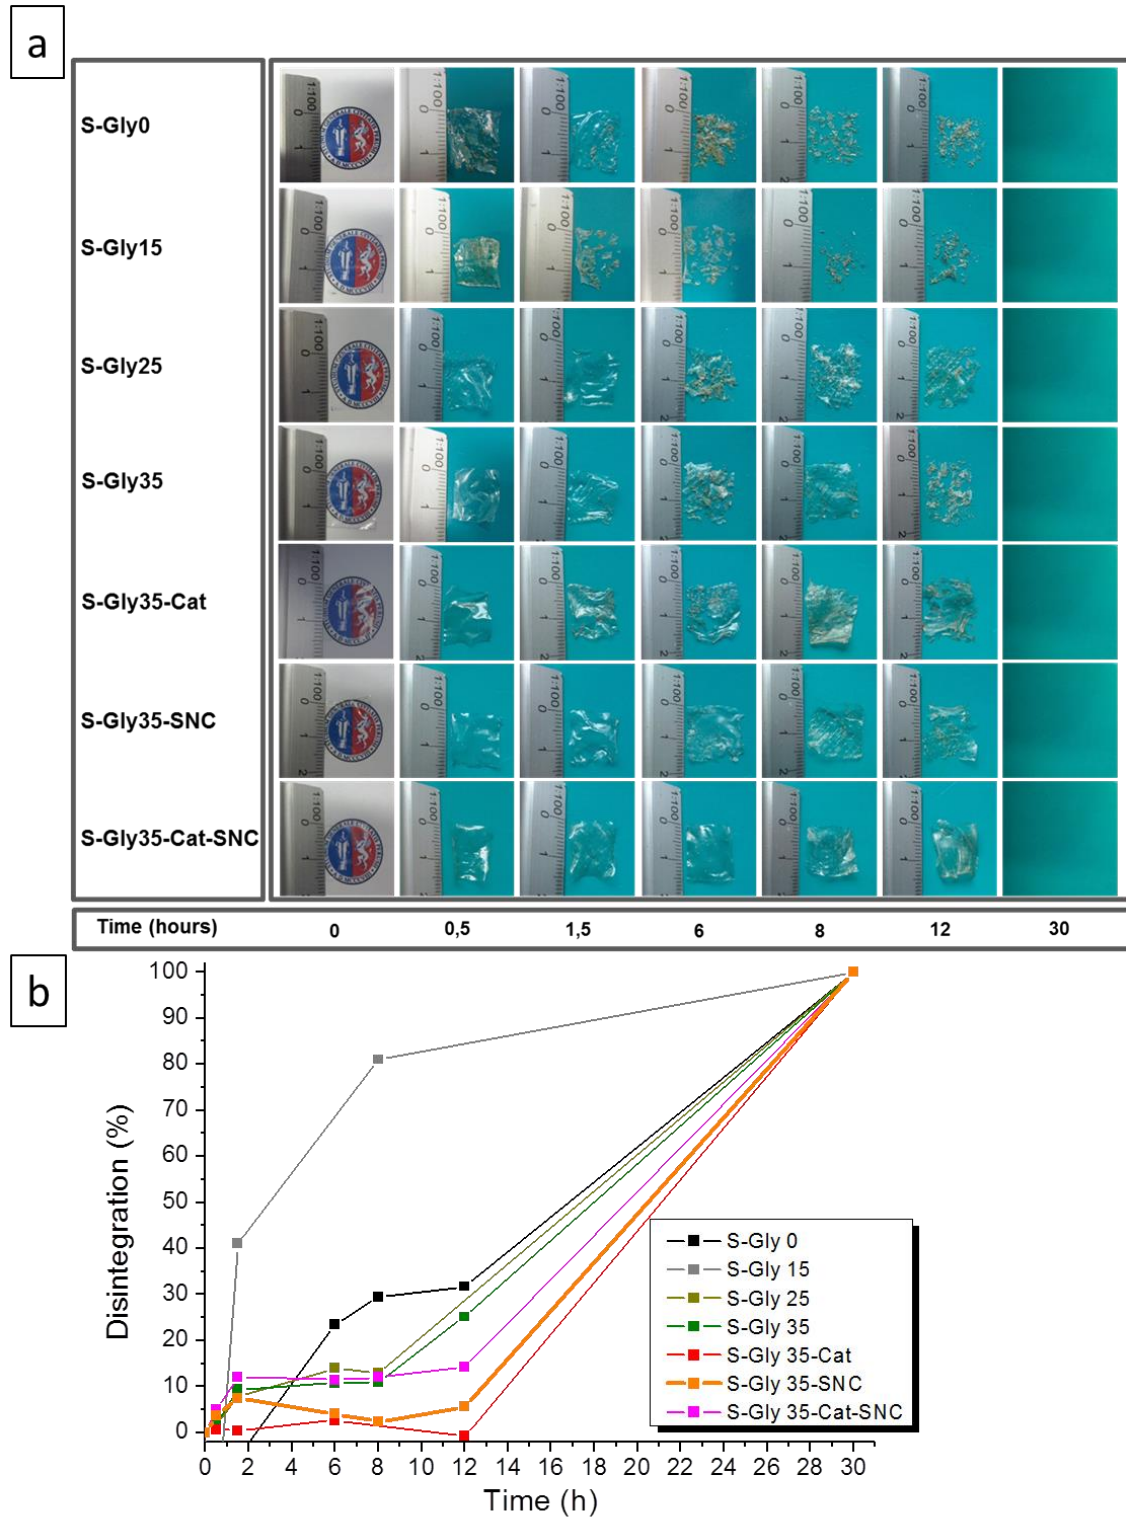 a
S-Gly0
S-Gly15
S-Gly25
S-Gly35
S-Gly35-Cat
S-Gly35-SNC
S-Gly35-Cat-SNC
Time (hours) 0 0,5 1,5 6 8 12 30
b
Disintegration (%)
100
90
80
70
60
50
40
30
20
10
0
0 2 4 6 8 10 12 14 16 18 20 22 24 26 28 30
Time (h)
S-Gly 0
S-Gly 15
S-Gly 25
S-Gly 35
S-Gly 35-Cat
S-Gly 35-SNC
S-Gly 35-Cat-SNC